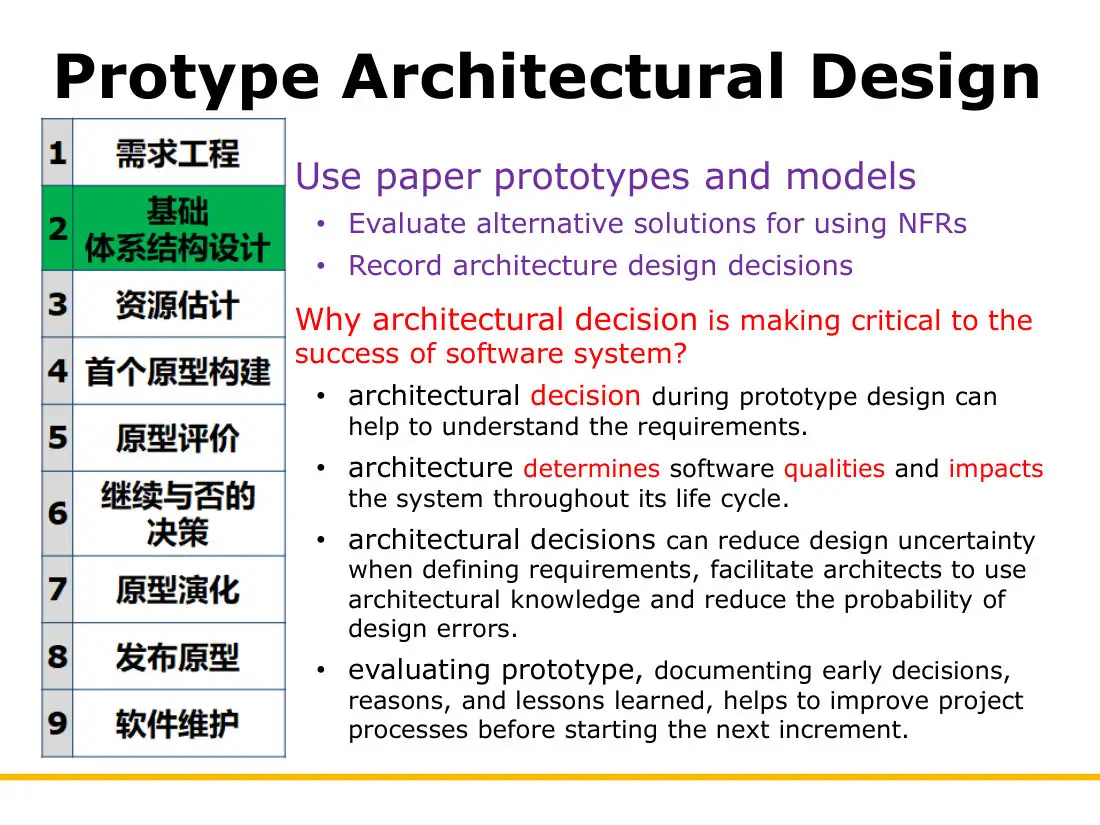 Protype Architectural Design
1 需求工程
2 基础
体系结构设计
3 资源估计
4 首个原型构建
5 原型评价
6 继续与否的
决策
7 原型演化
8 发布原型
9 软件维护
Use paper prototypes and models
• Evaluate alternative solutions for using NFRs
• Record architecture design decisions
Why architectural decision is making critical to the
success of software system?
• architectural decision during prototype design can
help to understand the requirements.
• architecture determines software qualities and impacts
the system throughout its life cycle.
• architectural decisions can reduce design uncertainty
when defining requirements, facilitate architects to use
architectural knowledge and reduce the probability of
design errors.
• evaluating prototype, documenting early decisions,
reasons, and lessons learned, helps to improve project
processes before starting the next increment.